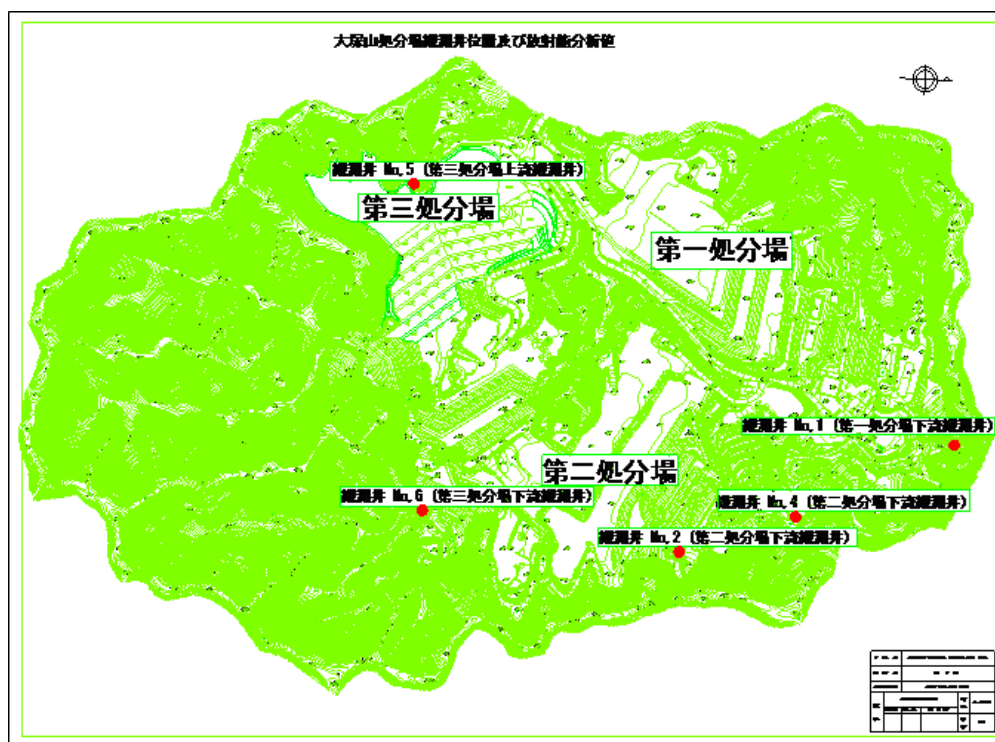 大塚山処分場観測井位置及び放射能分析値
観測井 No.5 (第三処分場上流観測井)
第三処分場
第一処分場
観測井 No.1 (第一処分場下流観測井)
第二処分場
観測井 No.6 (第三処分場下流観測井)
観測井 No.4 (第二処分場下流観測井)
観測井 No.2 (第二処分場下流観測井)